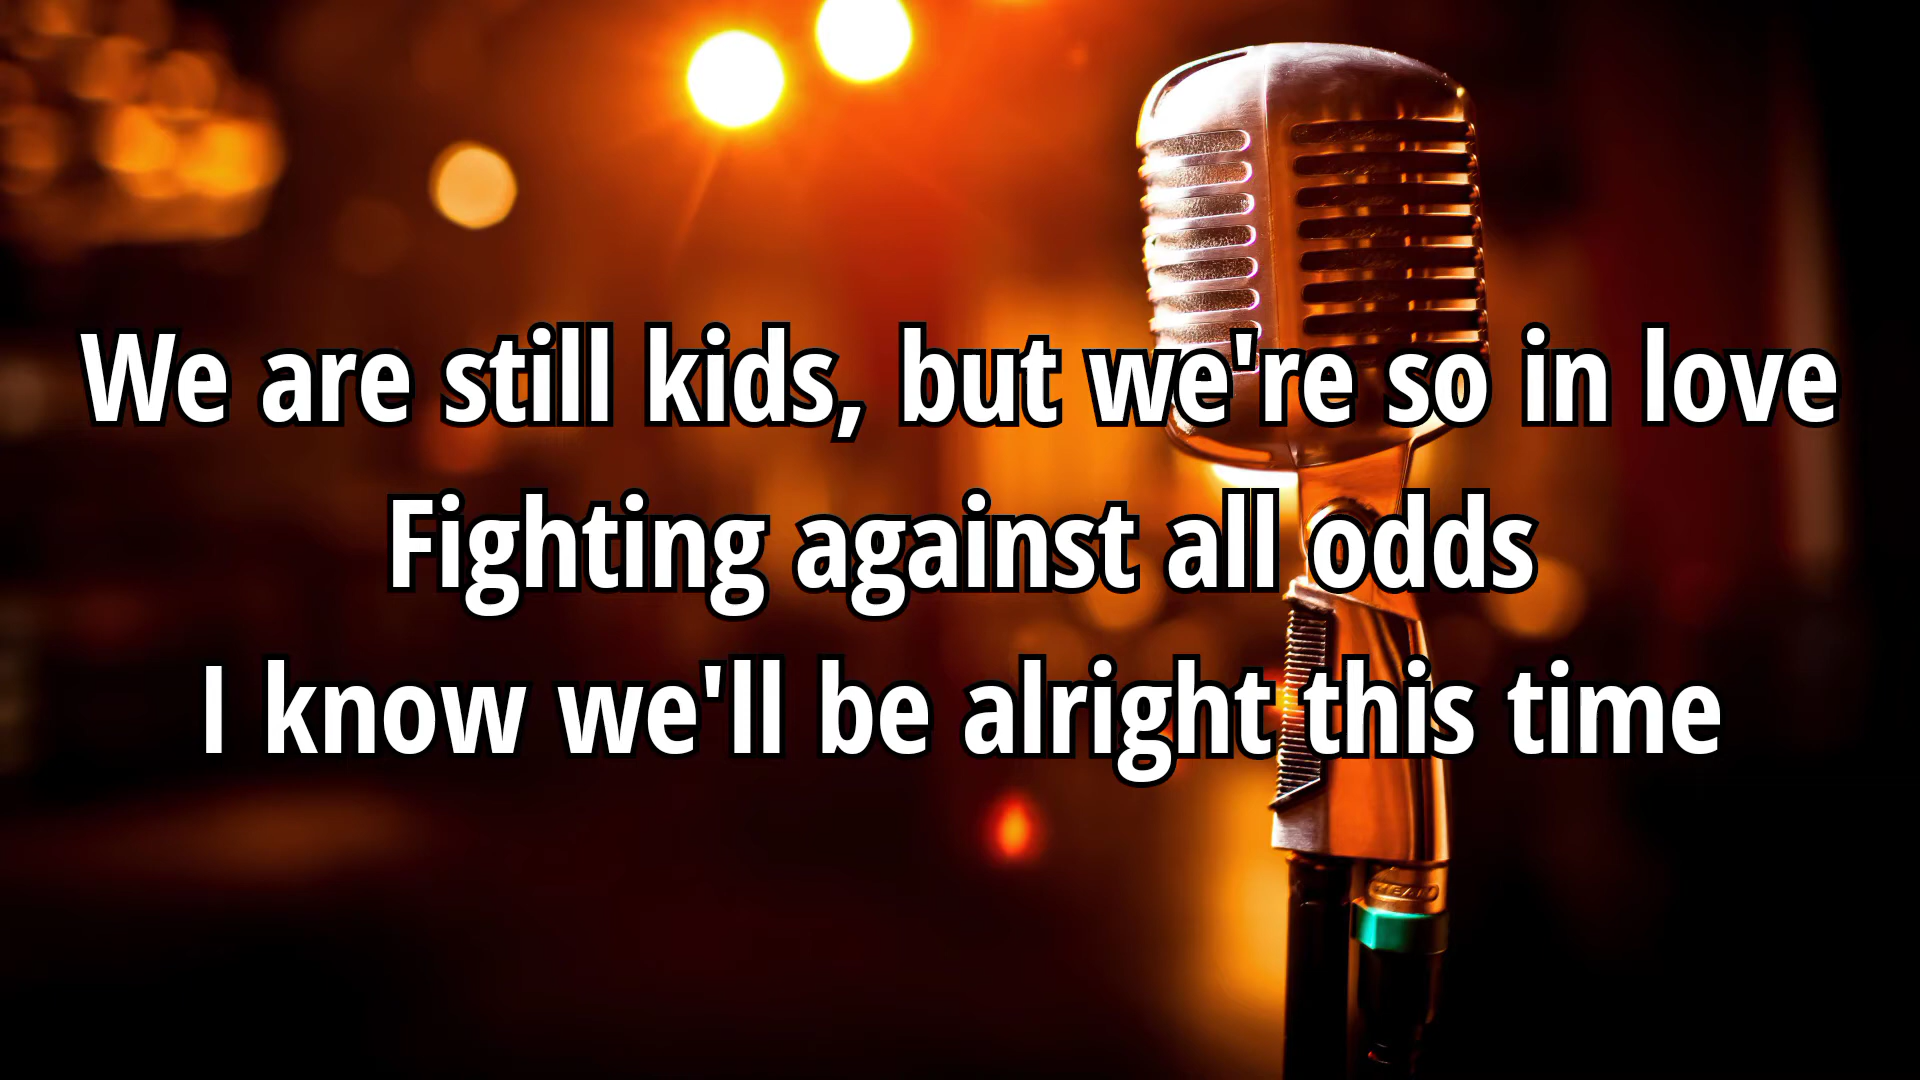 We are still kids, but we're so in love
Fighting against all odds
I know we'll be alright this time